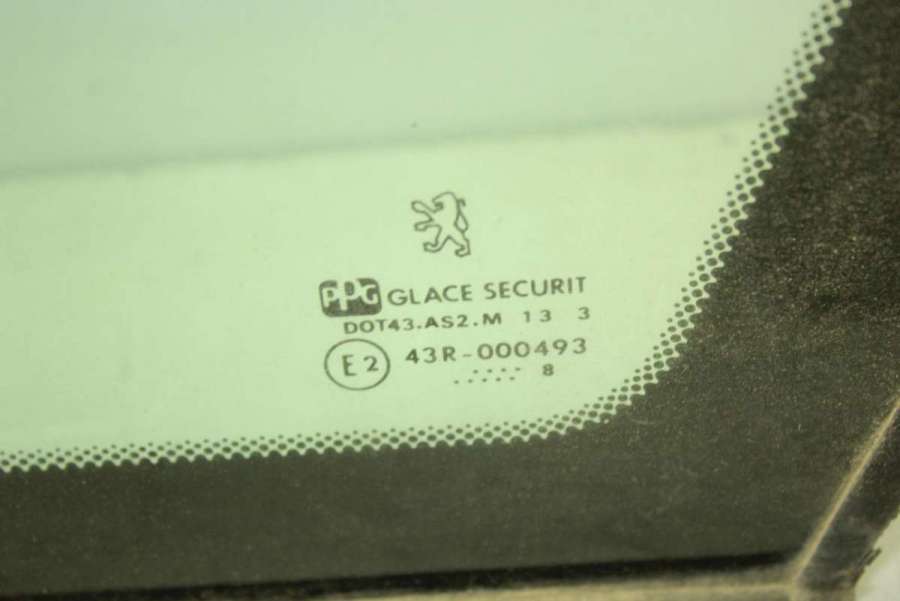 PPG GLACE SECURIT
DOT43.AS2.M 13 3
E2 43R-000493
....... 8